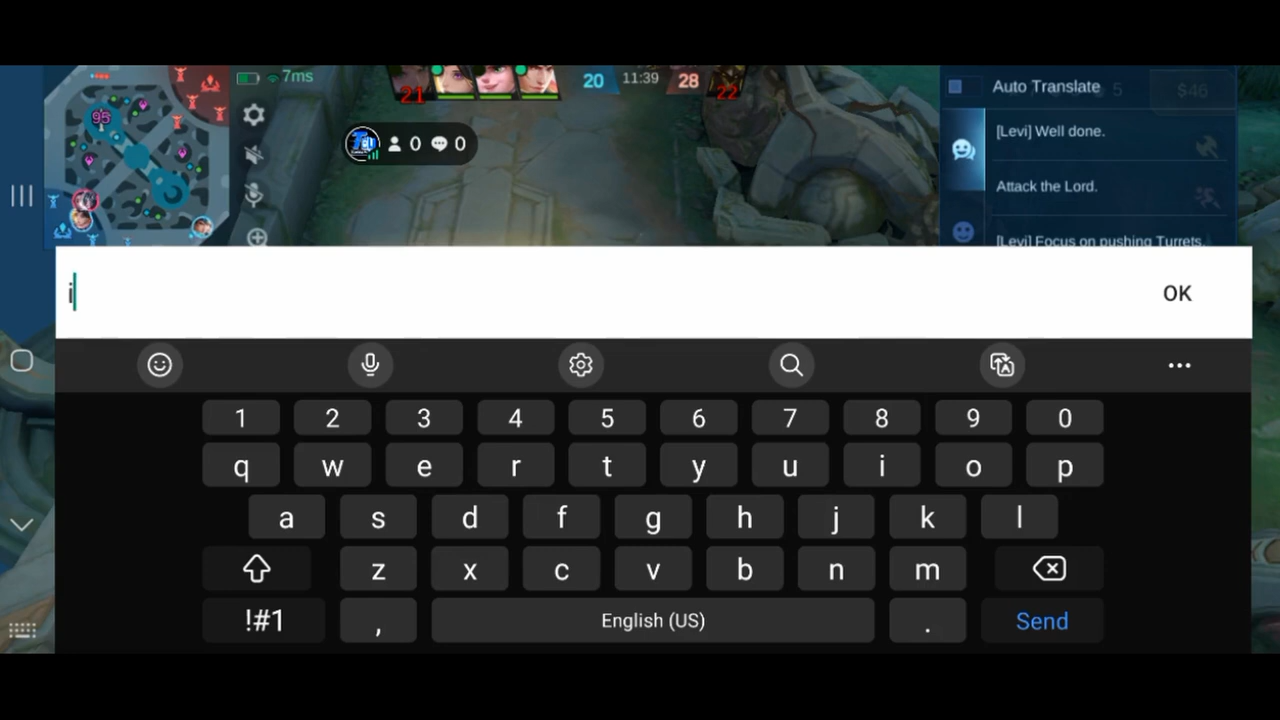 7ms
21
20
11:39
28
22
95
0
0
Auto Translate
5
$46
[Levi] Well done.
Attack the Lord.
[Levi] Focus on pushing Turrets.
i
OK
1 2 3 4 5 6 7 8 9 0
q w e r t y u i o p
a s d f g h j k l
z x c v b n m
!#1 , English (US) . Send